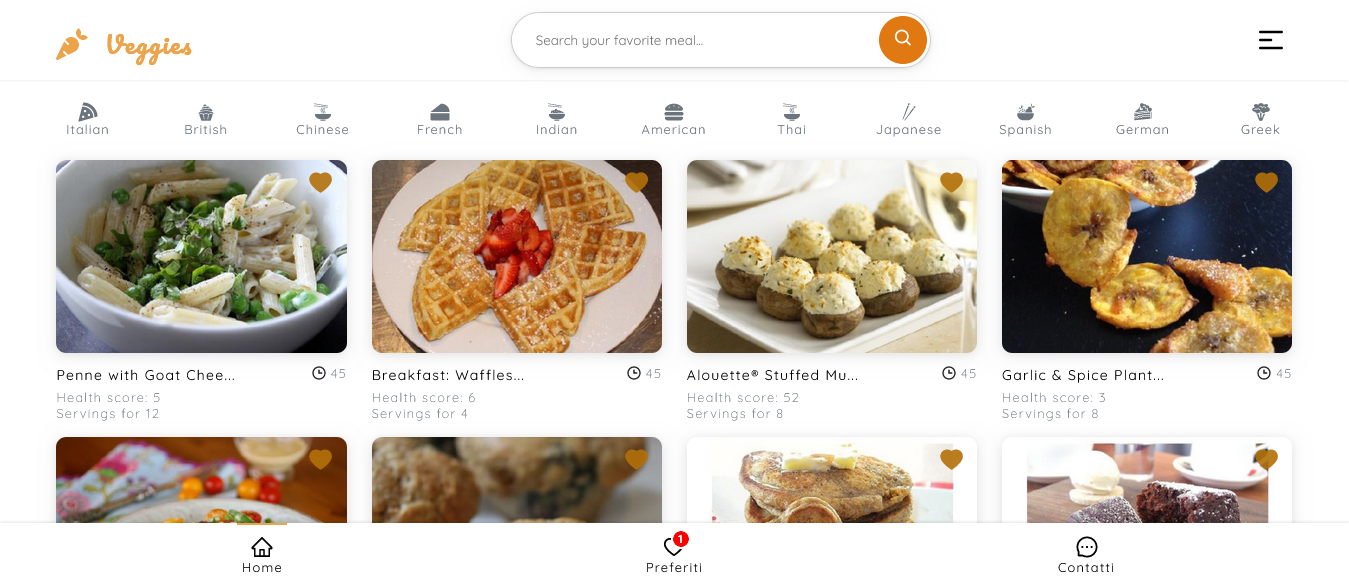 Veggies
Search your favorite meal...
Italian British Chinese French Indian American Thai Japanese Spanish German Greek
Penne with Goat Chee... 45
Health score: 5
Servings for 12
Breakfast: Waffles... 45
Health score: 6
Servings for 4
Alouette® Stuffed Mu... 45
Health score: 52
Servings for 8
Garlic & Spice Plant... 45
Health score: 3
Servings for 8
Home
1
Preferiti
Contatti